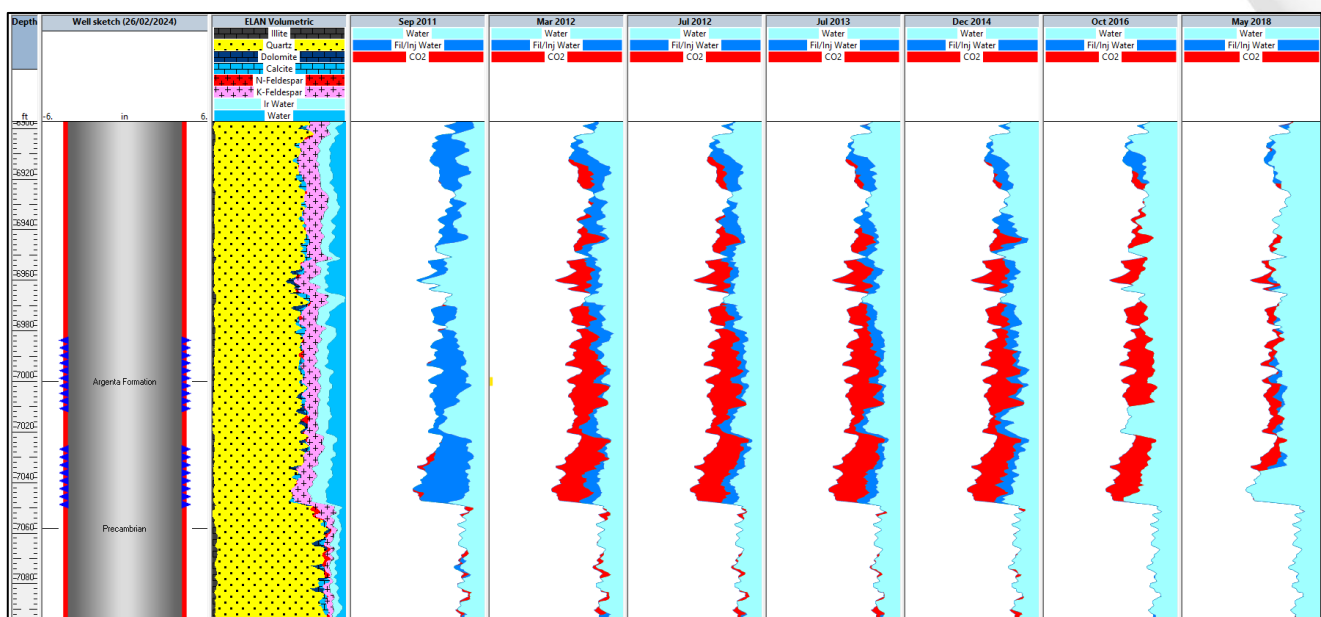 Depth
Well sketch (26/02/2024)
ELAN Volumetric
Sep 2011
Mar 2012
Jul 2012
Jul 2013
Dec 2014
Oct 2016
May 2018
Illite
Quartz
Dolomite
Calcite
N-Feldespar
K-Feldespar
Ir Water
Water
Water
Fil/Inj Water
CO2
Water
Fil/Inj Water
CO2
Water
Fil/Inj Water
CO2
Water
Fil/Inj Water
CO2
Water
Fil/Inj Water
CO2
Water
Fil/Inj Water
CO2
Water
Fil/Inj Water
CO2
ft
-6.
in
6.
6900
6920
6940
6960
6980
7000
Argenta Formation
7020
7040
7060
Precambrian
7080